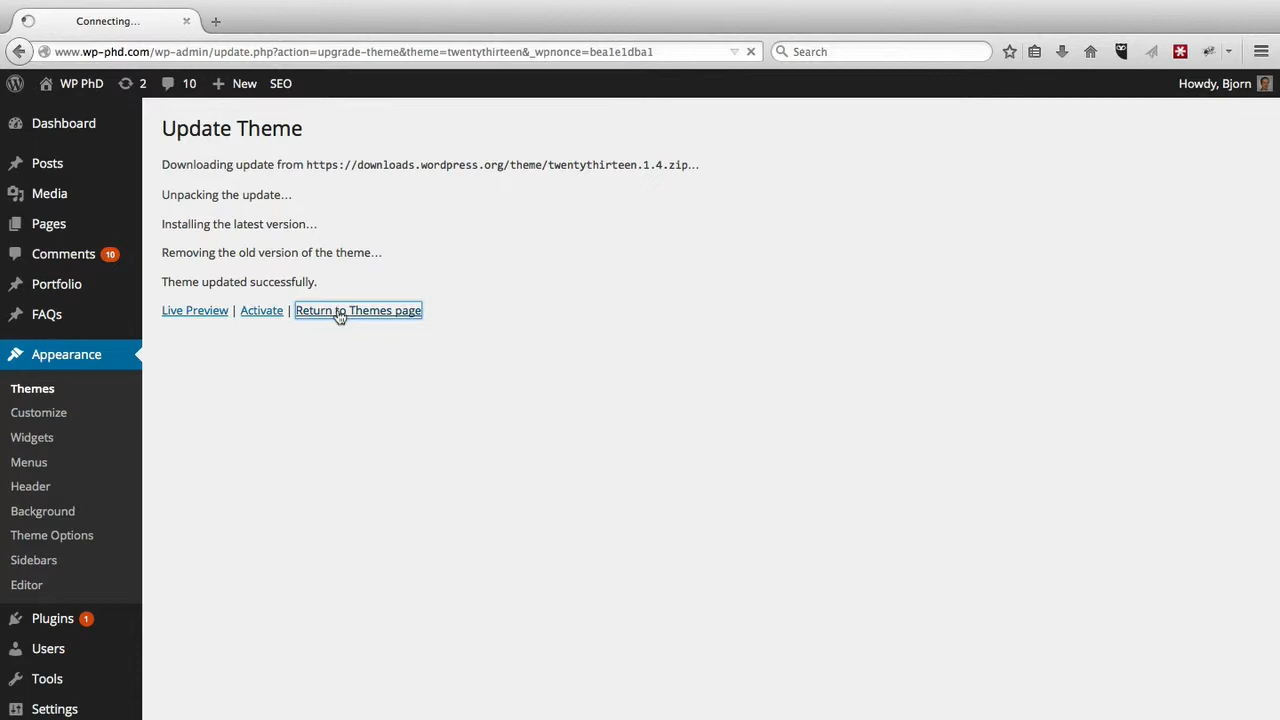 Connecting…
www.wp-phd.com/wp-admin/update.php?action=upgrade-theme&theme=twentythirteen&_wpnonce=bea1e1dba1
Search
WP PhD 2 10 New SEO
Howdy, Bjorn
Dashboard
Posts
Media
Pages
Comments 10
Portfolio
FAQs
Appearance
Themes
Customize
Widgets
Menus
Header
Background
Theme Options
Sidebars
Editor
Plugins 1
Users
Tools
Settings
Update Theme
Downloading update from https://downloads.wordpress.org/theme/twentythirteen.1.4.zip…
Unpacking the update…
Installing the latest version…
Removing the old version of the theme…
Theme updated successfully.
Live Preview | Activate | Return to Themes page